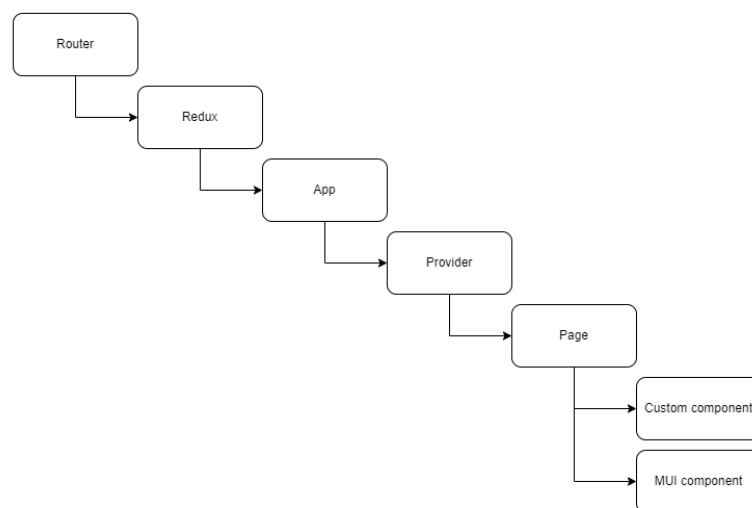 Router
Redux
App
Provider
Page
Custom component
MUI component